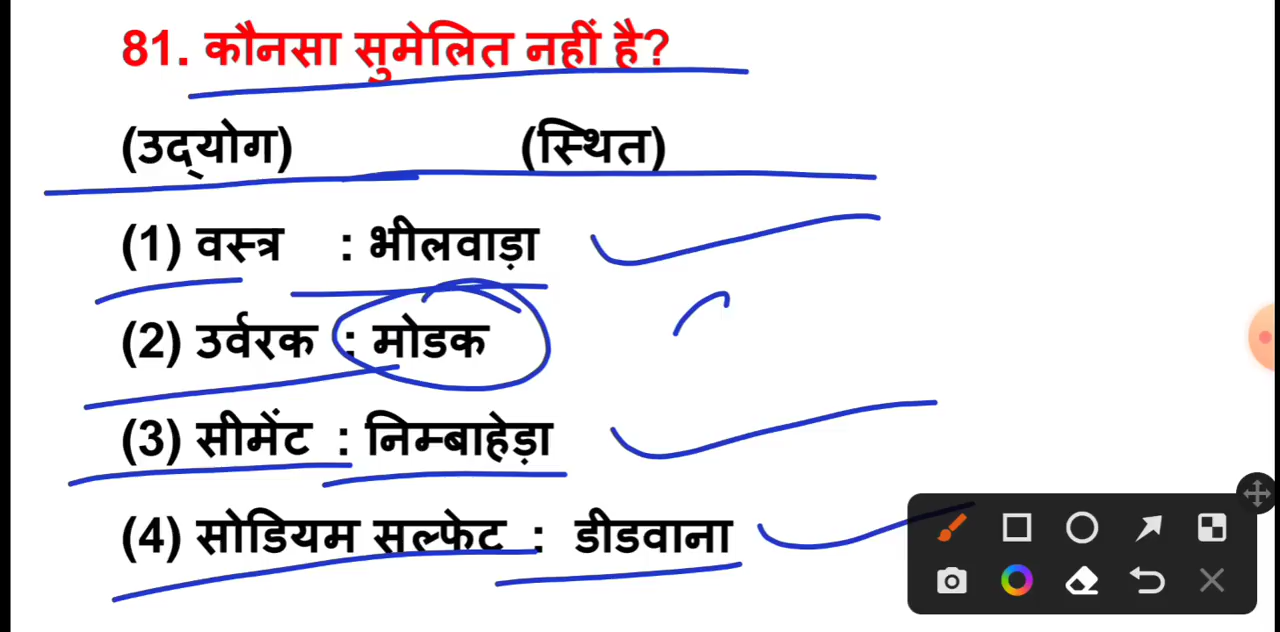 81. कौनसा सुमेलित नहीं है?
(उद्योग) (स्थित)
(1) वस्त्र : भीलवाड़ा
(2) उर्वरक : मोडक
(3) सीमेंट : निम्बाहेड़ा
(4) सोडियम सल्फेट : डीडवाना